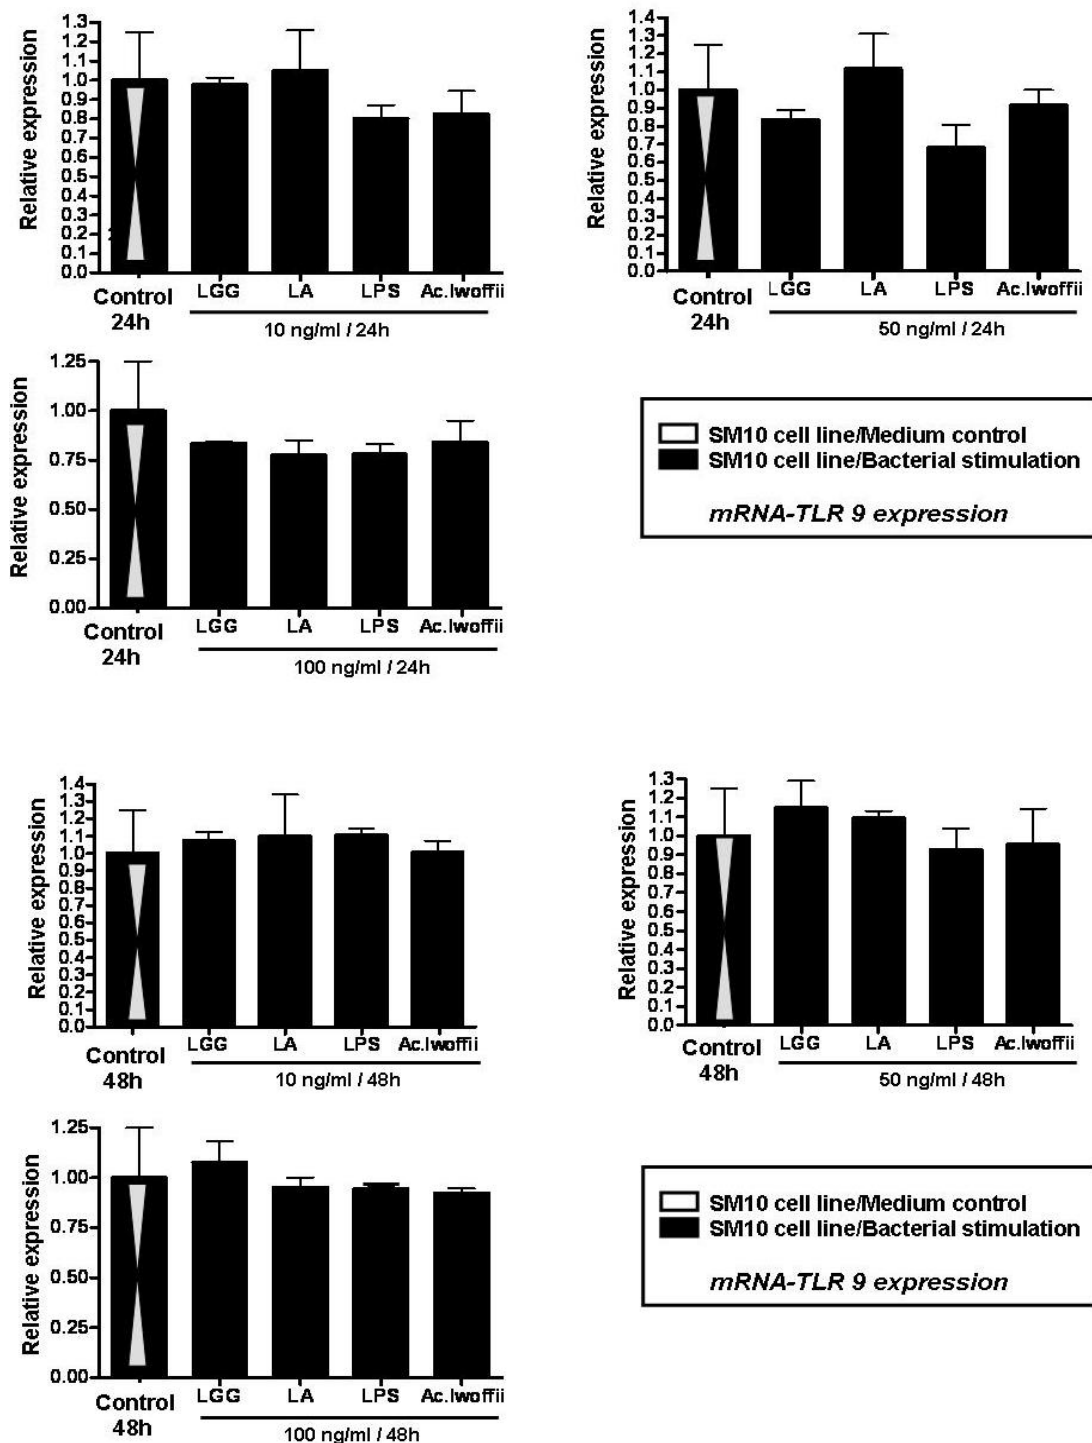 Relative expression
1.3
1.2
1.1
1.0
0.9
0.8
0.7
0.6
0.5
0.4
0.3
0.2
0.1
0.0
Control
24h
LGG LA LPS Ac.lwoffii
10 ng/ml / 24h
Relative expression
1.4
1.3
1.2
1.1
1.0
0.9
0.8
0.7
0.6
0.5
0.4
0.3
0.2
0.1
0.0
Control
24h
LGG LA LPS Ac.lwoffii
50 ng/ml / 24h
Relative expression
1.25
1.00
0.75
0.50
0.25
0.00
Control
24h
LGG LA LPS Ac.lwoffii
100 ng/ml / 24h
SM10 cell line/Medium control
SM10 cell line/Bacterial stimulation
mRNA-TLR 9 expression
Relative expression
1.4
1.3
1.2
1.1
1.0
0.9
0.8
0.7
0.6
0.5
0.4
0.3
0.2
0.1
0.0
Control
48h
LGG LA LPS Ac.lwoffii
10 ng/ml / 48h
Relative expression
1.3
1.2
1.1
1.0
0.9
0.8
0.7
0.6
0.5
0.4
0.3
0.2
0.1
0.0
Control
48h
LGG LA LPS Ac.lwoffii
50 ng/ml / 48h
Relative expression
1.25
1.00
0.75
0.50
0.25
0.00
Control
48h
LGG LA LPS Ac.lwoffii
100 ng/ml / 48h
SM10 cell line/Medium control
SM10 cell line/Bacterial stimulation
mRNA-TLR 9 expression